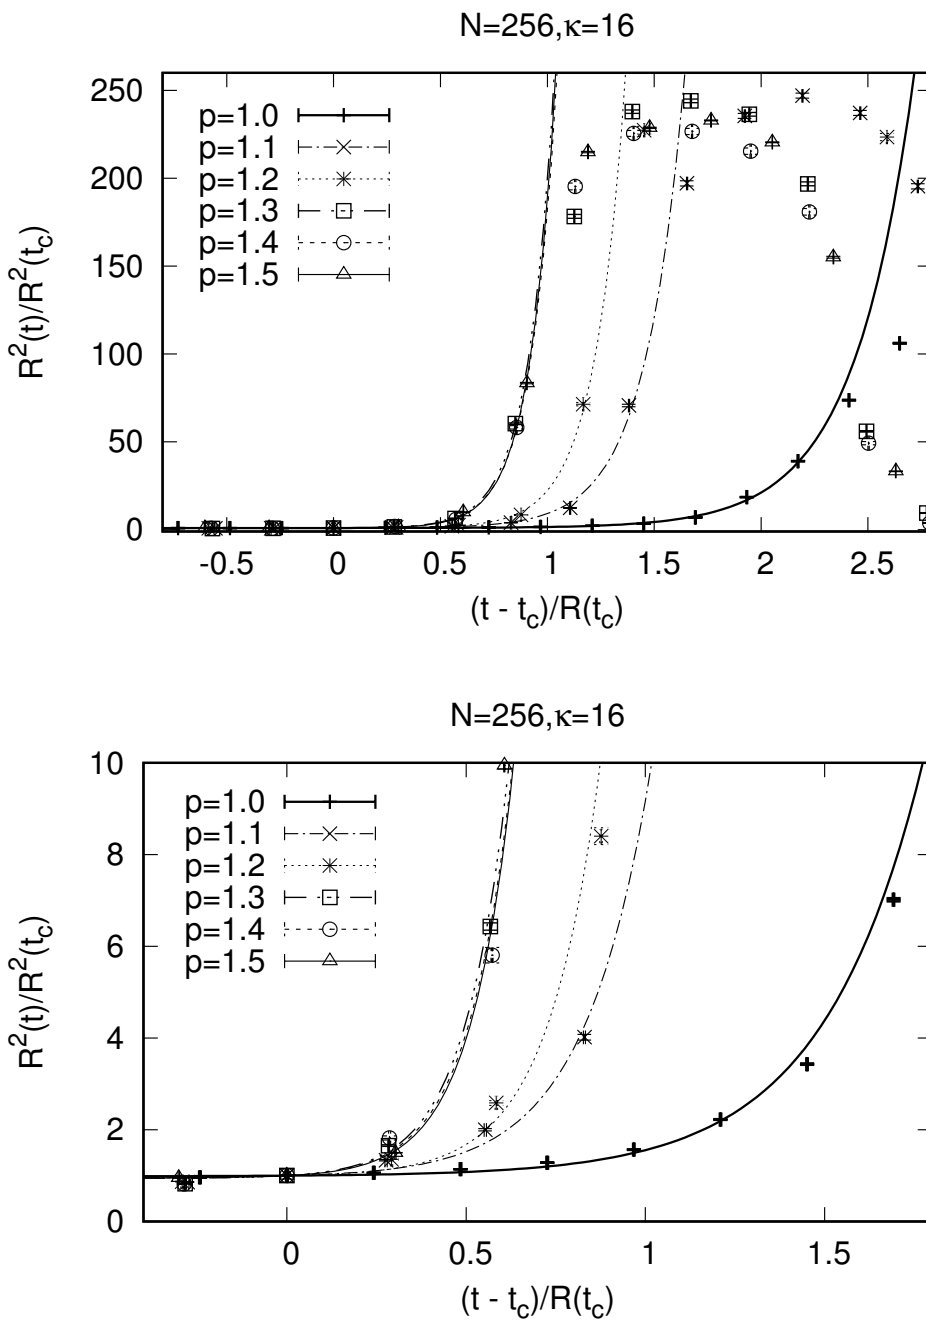 N=256,κ=16
R²(t)/R²(t_c)
250
200
150
100
50
0
p=1.0
p=1.1
p=1.2
p=1.3
p=1.4
p=1.5
-0.5 0 0.5 1 1.5 2 2.5
(t - t_c)/R(t_c)
N=256,κ=16
R²(t)/R²(t_c)
10
8
6
4
2
0
p=1.0
p=1.1
p=1.2
p=1.3
p=1.4
p=1.5
0 0.5 1 1.5
(t - t_c)/R(t_c)